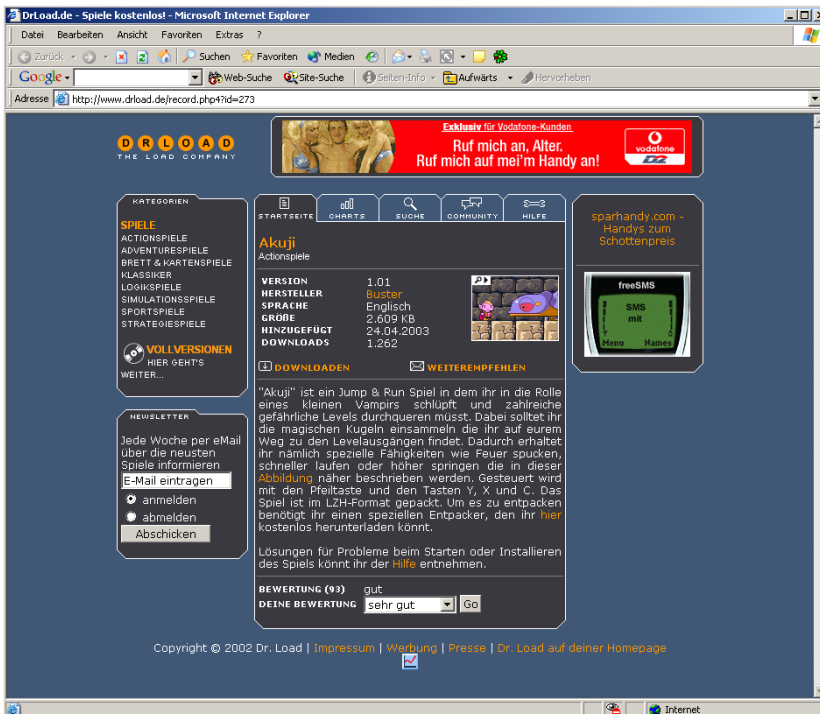 DrLoad.de - Spiele kostenlos! - Microsoft Internet Explorer
Datei Bearbeiten Ansicht Favoriten Extras ?
Zurück Suchen Favoriten Medien
Google Web-Suche Site-Suche Seiten-Info Aufwärts Hervorheben
Adresse http://www.drload.de/record.php4?id=273
DRLOAD
THE LOAD COMPANY
Exklusiv für Vodafone-Kunden
Ruf mich an, Alter.
Ruf mich auf mei'm Handy an!
vodafone
D2
KATEGORIEN
SPIELE
ACTIONSPIELE
ADVENTURESPIELE
BRETT & KARTENSPIELE
KLASSIKER
LOGIKSPIELE
SIMULATIONSSPIELE
SPORTSPIELE
STRATEGIESPIELE
VOLLVERSIONEN
HIER GEHT'S
WEITER...
NEWSLETTER
Jede Woche per eMail
über die neusten
Spiele informieren
E-Mail eintragen
anmelden
abmelden
Abschicken
STARTSEITE CHARTS SUCHE COMMUNITY HILFE
Akuji
Actionspiele
VERSION 1.01
HERSTELLER Buster
SPRACHE Englisch
GRÖßE 2.609 KB
HINZUGEFÜGT 24.04.2003
DOWNLOADS 1.262
DOWNLOADEN WEITEREMPFEHLEN
"Akuji" ist ein Jump & Run Spiel in dem ihr in die Rolle
eines kleinen Vampirs schlüpft und zahlreiche
gefährliche Levels durchqueren müsst. Dabei solltet ihr
die magischen Kugeln einsammeln die ihr auf eurem
Weg zu den Levelausgängen findet. Dadurch erhaltet
ihr nämlich spezielle Fähigkeiten wie Feuer spucken,
schneller laufen oder höher springen die in dieser
Abbildung näher beschrieben werden. Gesteuert wird
mit den Pfeiltaste und den Tasten Y, X und C. Das
Spiel ist im LZH-Format gepackt. Um es zu entpacken
benötigt ihr einen speziellen Entpacker, den ihr hier
kostenlos herunterladen könnt.
Lösungen für Probleme beim Starten oder Installieren
des Spiels könnt ihr der Hilfe entnehmen.
BEWERTUNG (93) gut
DEINE BEWERTUNG sehr gut Go
sparhandy.com -
Handys zum
Schottenpreis
freeSMS
SMS
mit
Menu Names
Copyright © 2002 Dr. Load | Impressum | Werbung | Presse | Dr. Load auf deiner Homepage
Internet